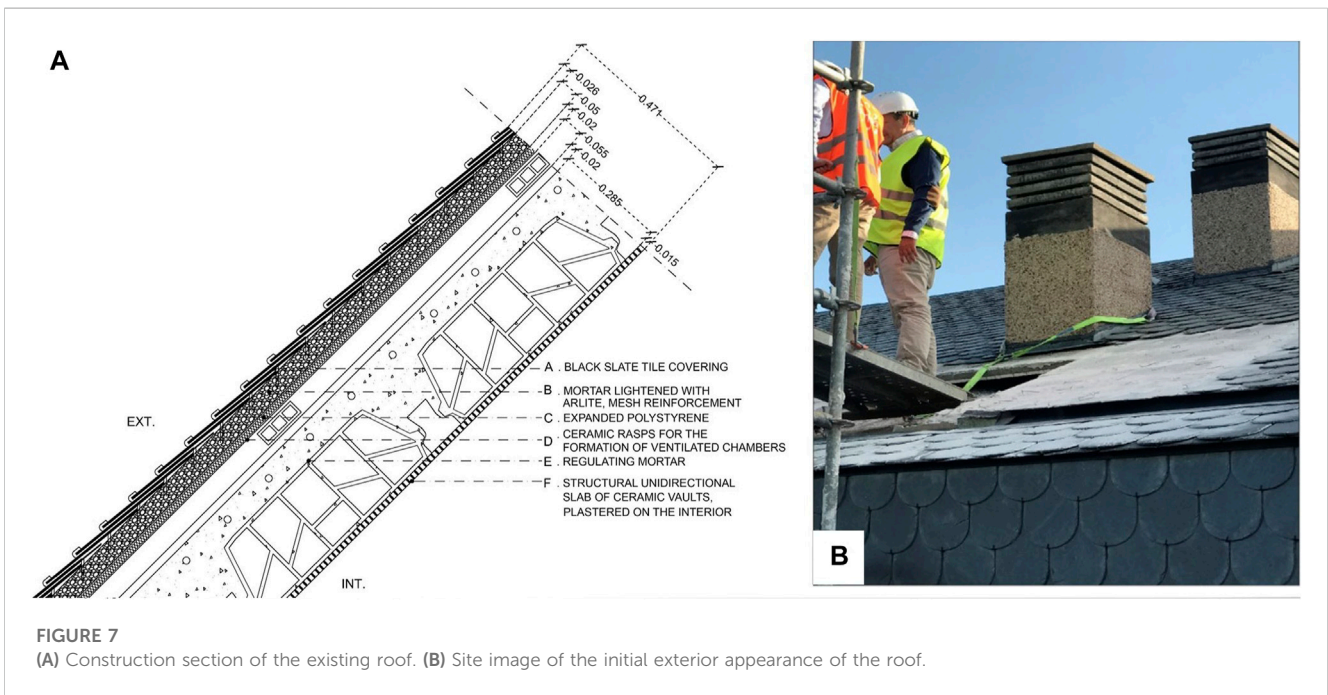 A
0.026
0.05
0.02
0.055
0.02
0.285
0.015
0.471
EXT.
INT.
A . BLACK SLATE TILE COVERING
B . MORTAR LIGHTENED WITH
ARLITE, MESH REINFORCEMENT
C . EXPANDED POLYSTYRENE
D . CERAMIC RASPS FOR THE
FORMATION OF VENTILATED CHAMBERS
E . REGULATING MORTAR
F . STRUCTURAL UNIDIRECTIONAL
SLAB OF CERAMIC VAULTS,
PLASTERED ON THE INTERIOR
B
FIGURE 7
(A) Construction section of the existing roof. (B) Site image of the initial exterior appearance of the roof.